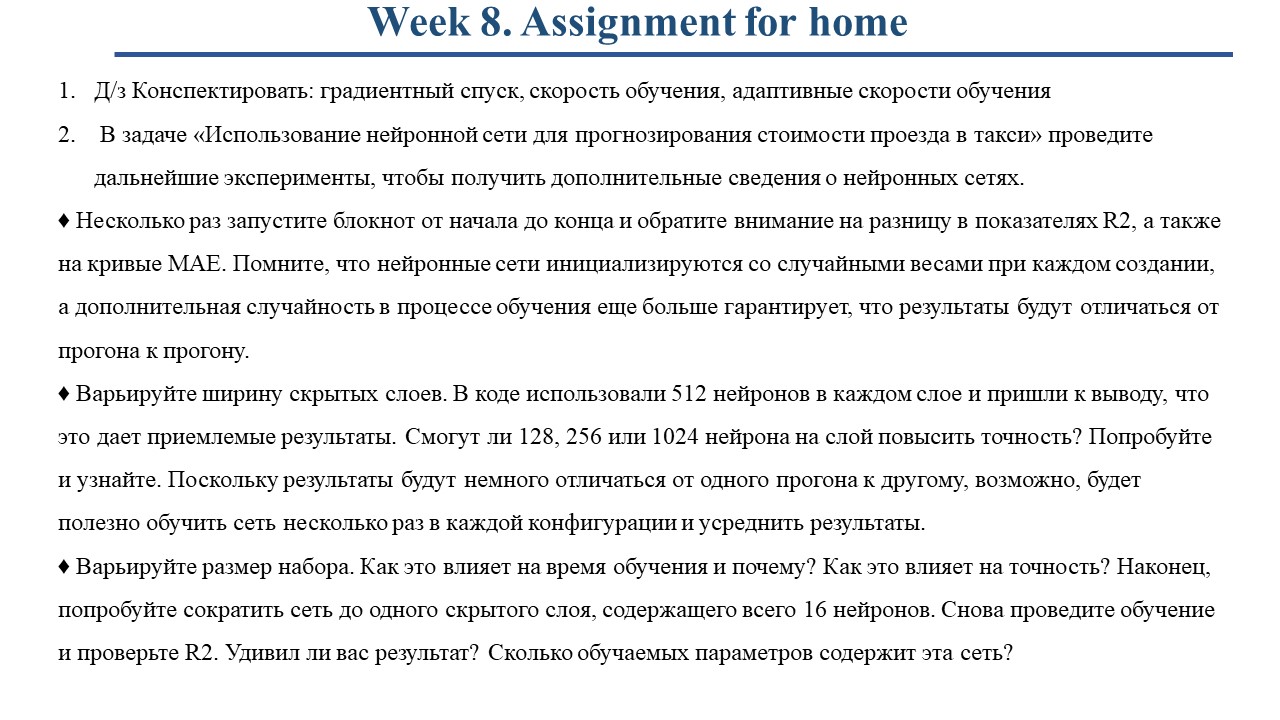 Week 8. Assignment for home
1. Д/з Конспектировать: градиентный спуск, скорость обучения, адаптивные скорости обучения
2. В задаче «Использование нейронной сети для прогнозирования стоимости проезда в такси» проведите
дальнейшие эксперименты, чтобы получить дополнительные сведения о нейронных сетях.
♦ Несколько раз запустите блокнот от начала до конца и обратите внимание на разницу в показателях R2, а также
на кривые MAE. Помните, что нейронные сети инициализируются со случайными весами при каждом создании,
а дополнительная случайность в процессе обучения еще больше гарантирует, что результаты будут отличаться от
прогона к прогону.
♦ Варьируйте ширину скрытых слоев. В коде использовали 512 нейронов в каждом слое и пришли к выводу, что
это дает приемлемые результаты. Смогут ли 128, 256 или 1024 нейрона на слой повысить точность? Попробуйте
и узнайте. Поскольку результаты будут немного отличаться от одного прогона к другому, возможно, будет
полезно обучить сеть несколько раз в каждой конфигурации и усреднить результаты.
♦ Варьируйте размер набора. Как это влияет на время обучения и почему? Как это влияет на точность? Наконец,
попробуйте сократить сеть до одного скрытого слоя, содержащего всего 16 нейронов. Снова проведите обучение
и проверьте R2. Удивил ли вас результат? Сколько обучаемых параметров содержит эта сеть?